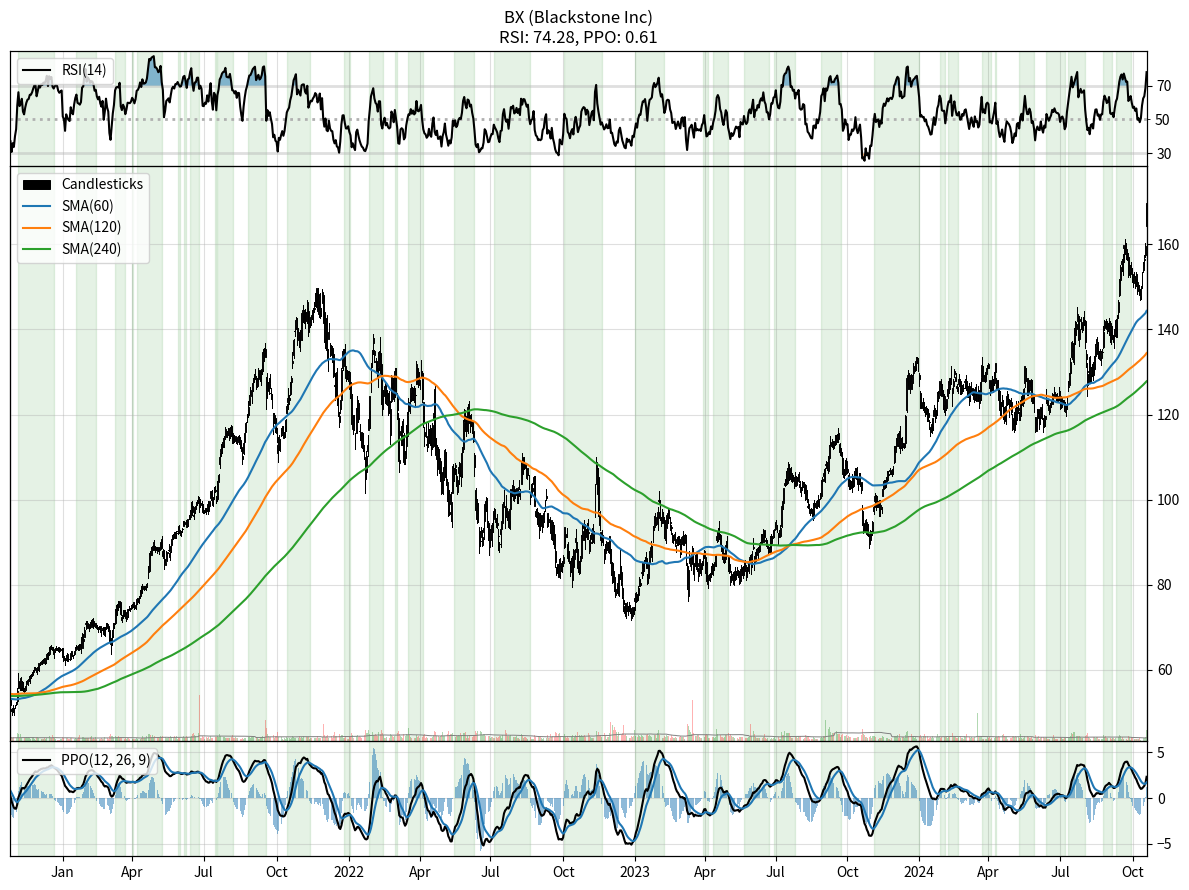 BX (Blackstone Inc)
RSI: 74.28, PPO: 0.61
RSI(14)
70
50
30
Candlesticks
SMA(60)
SMA(120)
SMA(240)
160
140
120
100
80
60
PPO(12, 26, 9)
5
0
−5
Jan Apr Jul Oct 2022 Apr Jul Oct 2023 Apr Jul Oct 2024 Apr Jul Oct